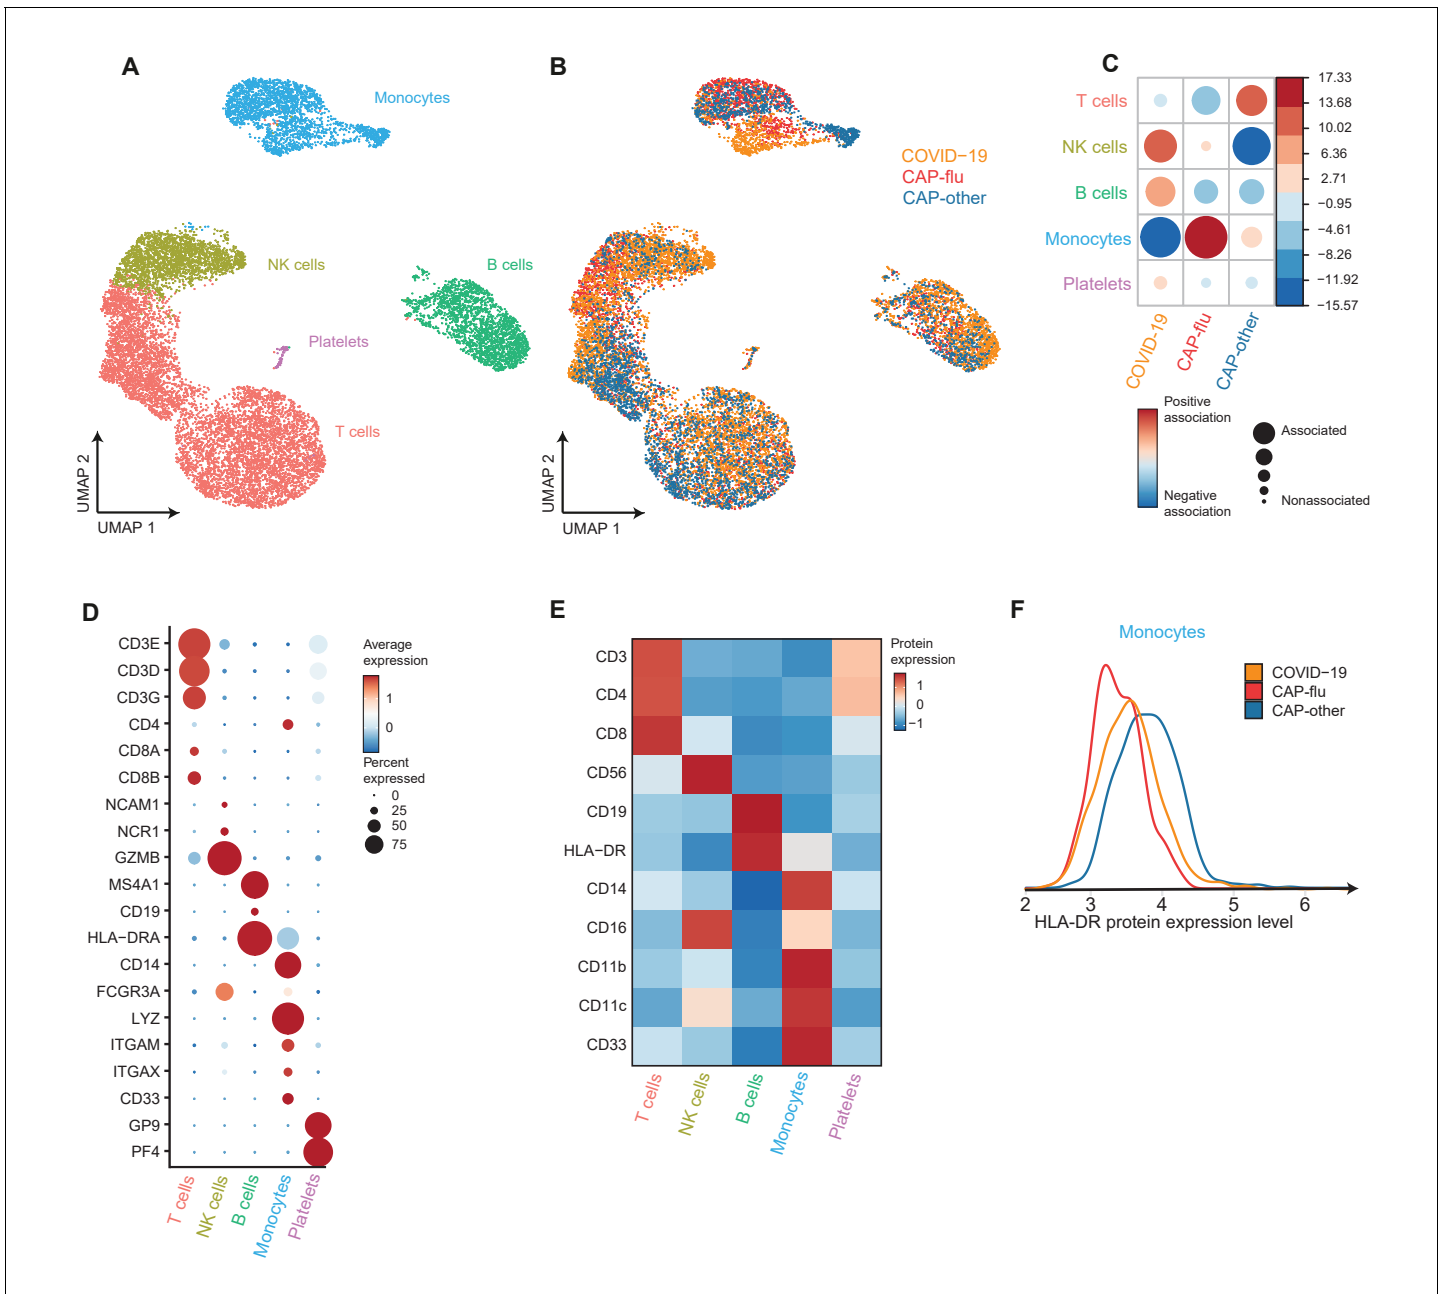 A
Monocytes
NK cells
B cells
Platelets
T cells
UMAP 2
UMAP 1
B
COVID−19
CAP-flu
CAP-other
UMAP 2
UMAP 1
C
T cells
NK cells
B cells
Monocytes
Platelets
COVID−19
CAP-flu
CAP-other
17.33
13.68
10.02
6.36
2.71
−0.95
−4.61
−8.26
−11.92
−15.57
Positive
association
Negative
association
Associated
Nonassociated
D
CD3E
CD3D
CD3G
CD4
CD8A
CD8B
NCAM1
NCR1
GZMB
MS4A1
CD19
HLA−DRA
CD14
FCGR3A
LYZ
ITGAM
ITGAX
CD33
GP9
PF4
T cells
NK cells
B cells
Monocytes
Platelets
Average
expression
1
0
Percent
expressed
0
25
50
75
E
CD3
CD4
CD8
CD56
CD19
HLA−DR
CD14
CD16
CD11b
CD11c
CD33
T cells
NK cells
B cells
Monocytes
Platelets
Protein
expression
1
0
−1
F
Monocytes
COVID−19
CAP-flu
CAP-other
2 3 4 5 6
HLA-DR protein expression level